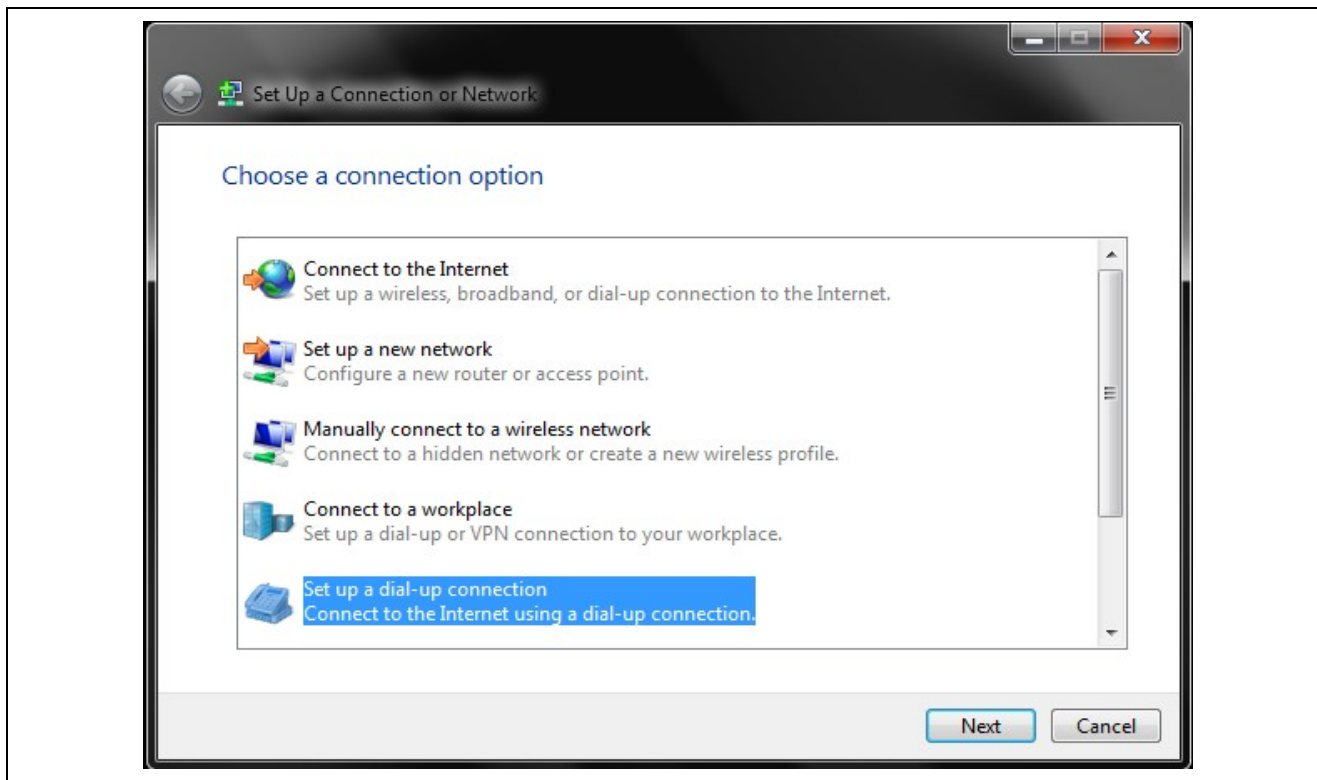 Set Up a Connection or Network
Choose a connection option
Connect to the Internet
Set up a wireless, broadband, or dial-up connection to the Internet.
Set up a new network
Configure a new router or access point.
Manually connect to a wireless network
Connect to a hidden network or create a new wireless profile.
Connect to a workplace
Set up a dial-up or VPN connection to your workplace.
Set up a dial-up connection
Connect to the Internet using a dial-up connection.
Next Cancel